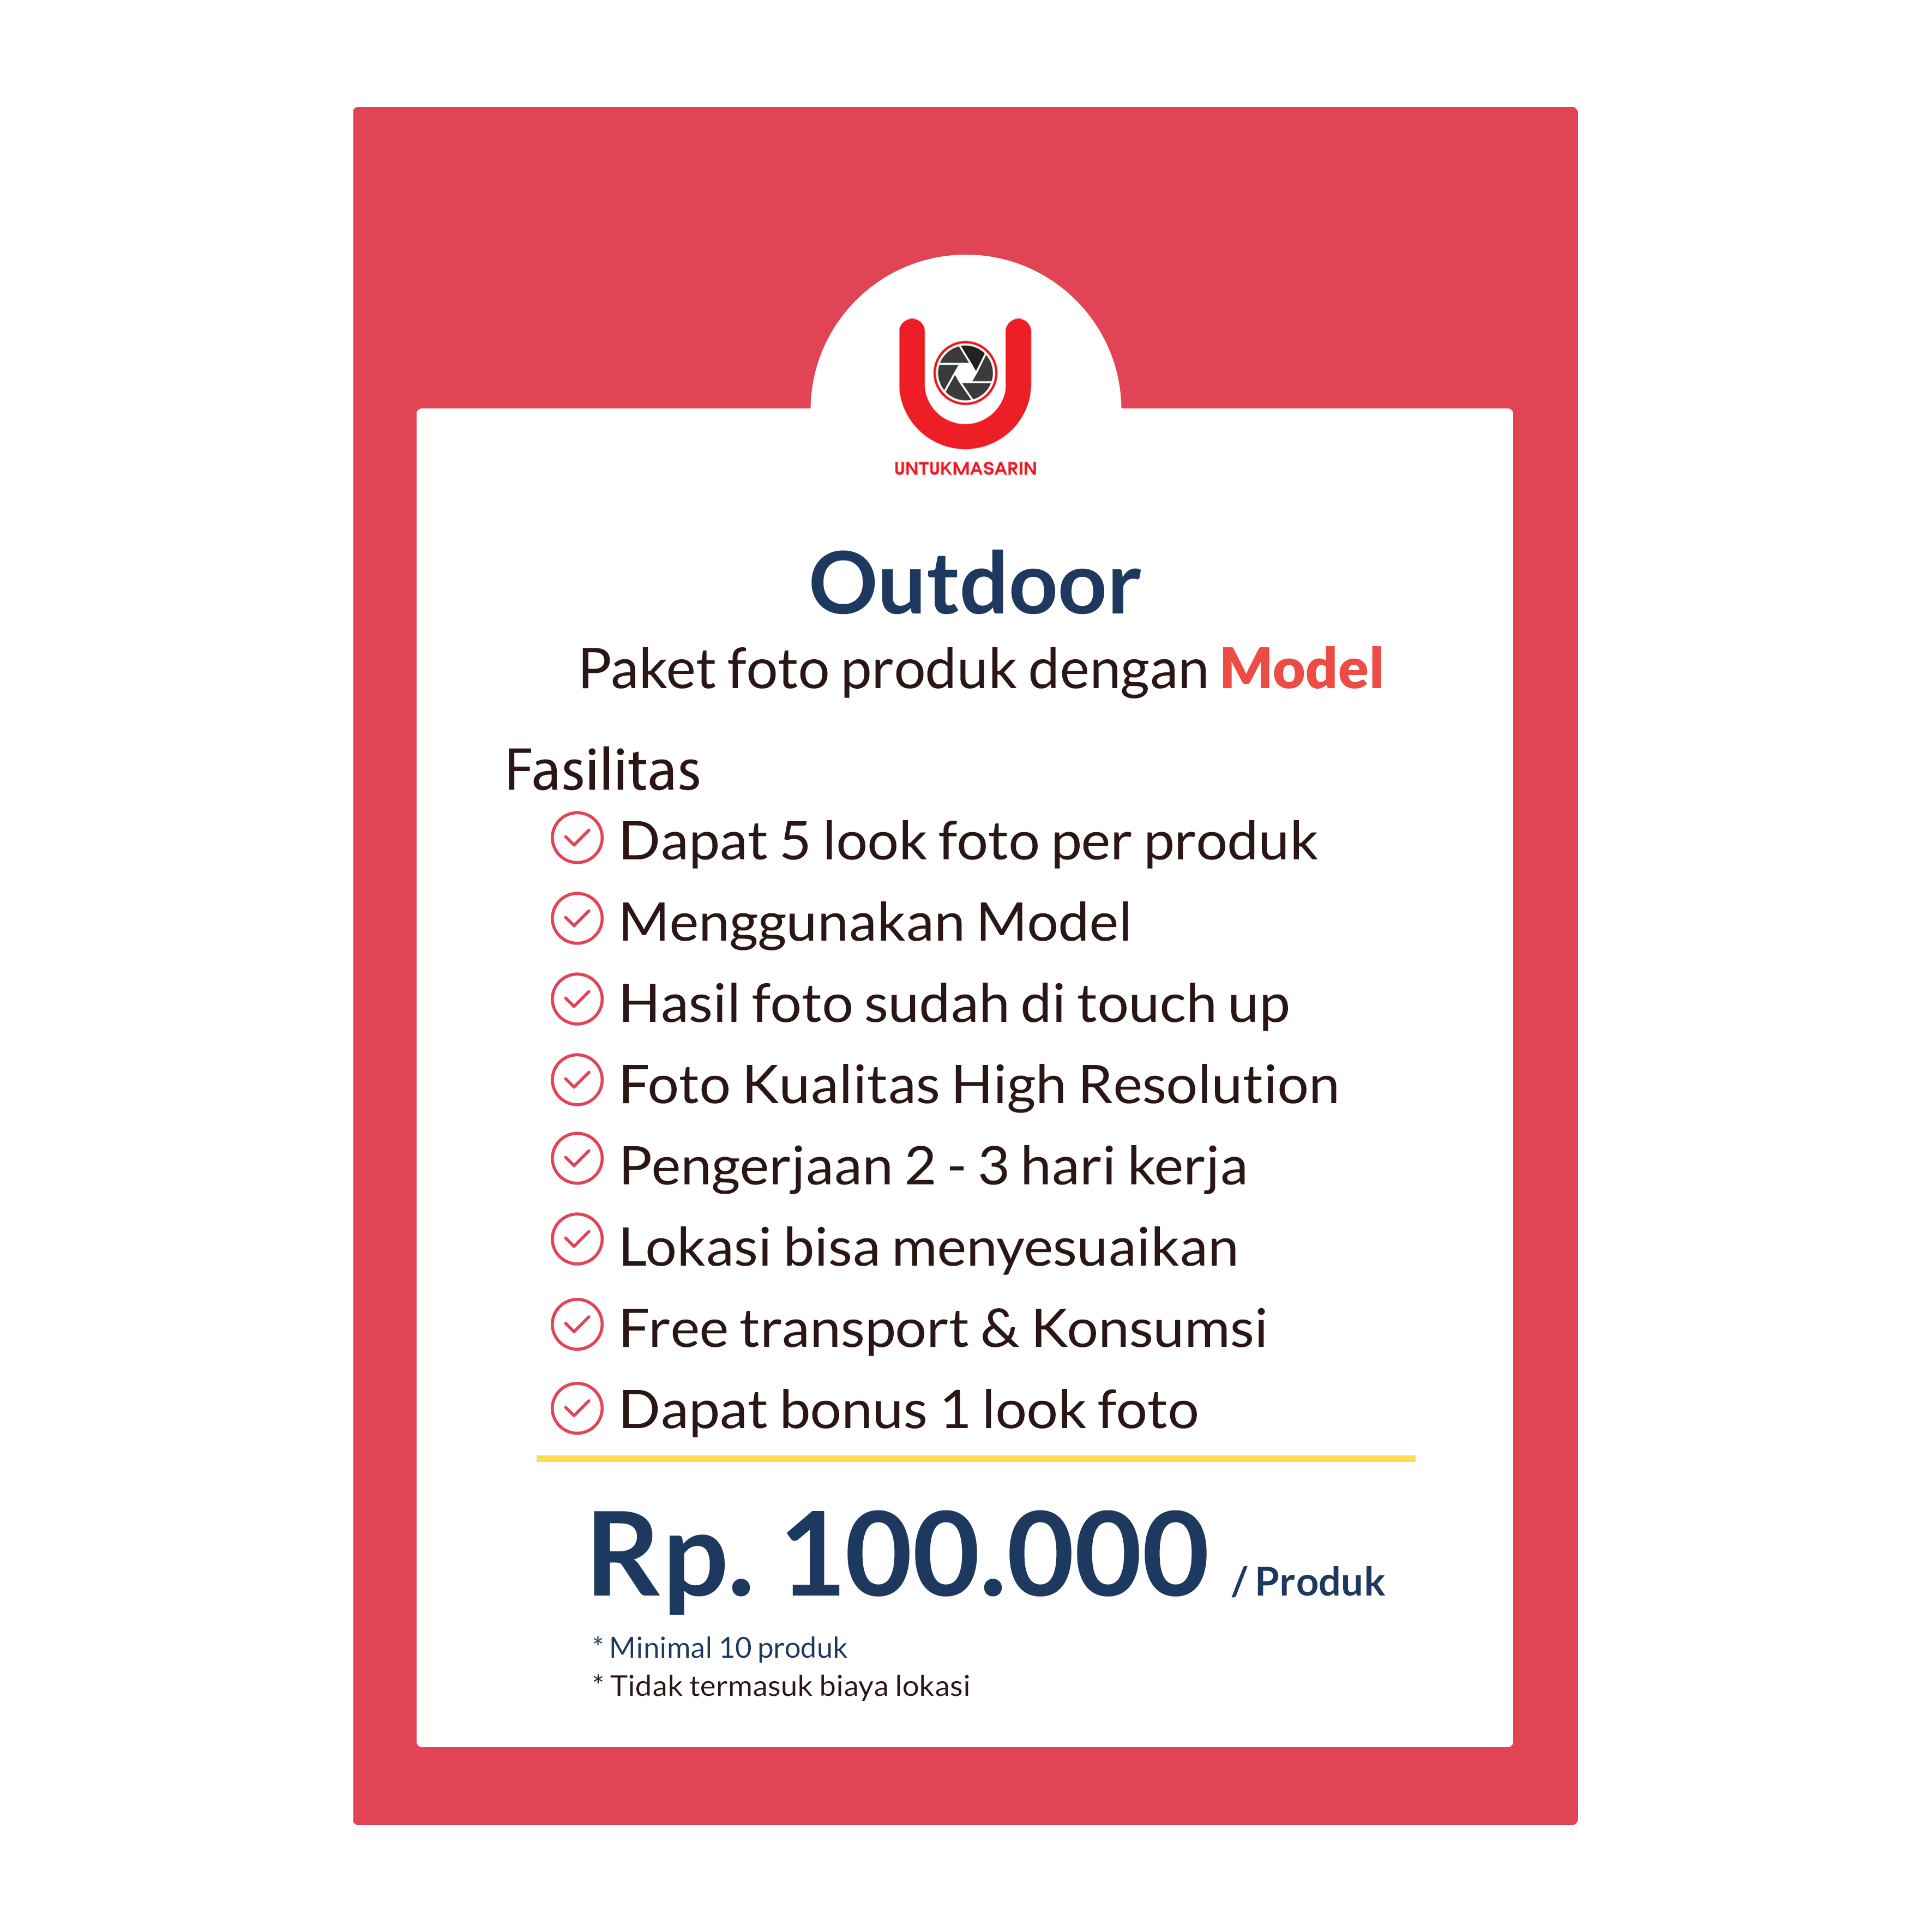 UNTUKMASARIN
Outdoor
Paket foto produk dengan Model
Fasilitas
Dapat 5 look foto per produk
Menggunakan Model
Hasil foto sudah di touch up
Foto Kualitas High Resolution
Pengerjaan 2 - 3 hari kerja
Lokasi bisa menyesuaikan
Free transport & Konsumsi
Dapat bonus 1 look foto
Rp. 100.000 / Produk
* Minimal 10 produk
* Tidak termasuk biaya lokasi